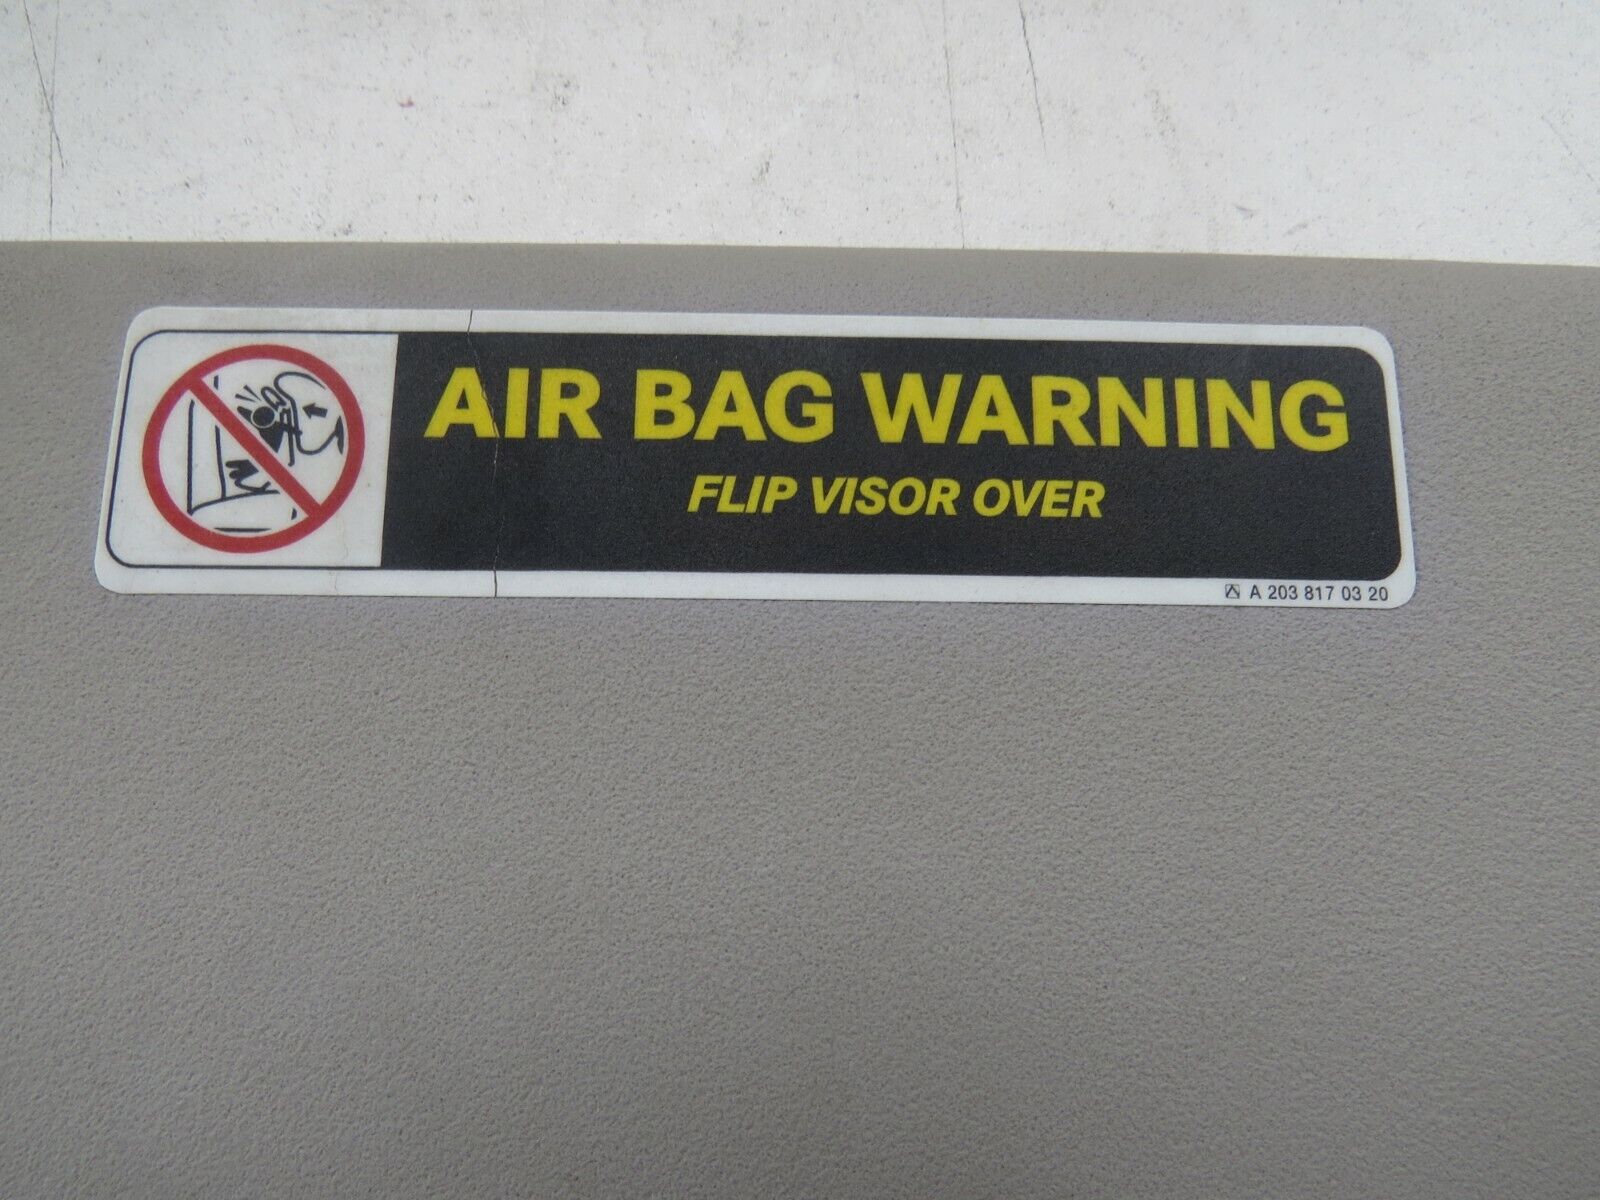 AIR BAG WARNING
FLIP VISOR OVER
A 203 817 03 20